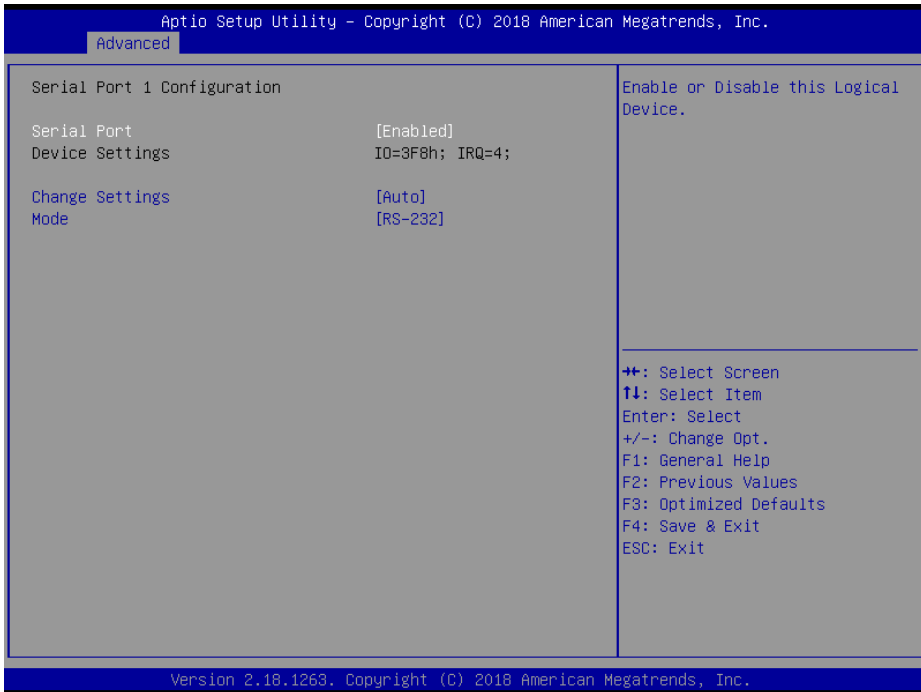 Aptio Setup Utility – Copyright (C) 2018 American Megatrends, Inc.
Advanced
Serial Port 1 Configuration
Serial Port [Enabled]
Device Settings IO=3F8h; IRQ=4;
Change Settings [Auto]
Mode [RS-232]
Enable or Disable this Logical
Device.
→←: Select Screen
↑↓: Select Item
Enter: Select
+/-: Change Opt.
F1: General Help
F2: Previous Values
F3: Optimized Defaults
F4: Save & Exit
ESC: Exit
Version 2.18.1263. Copyright (C) 2018 American Megatrends, Inc.